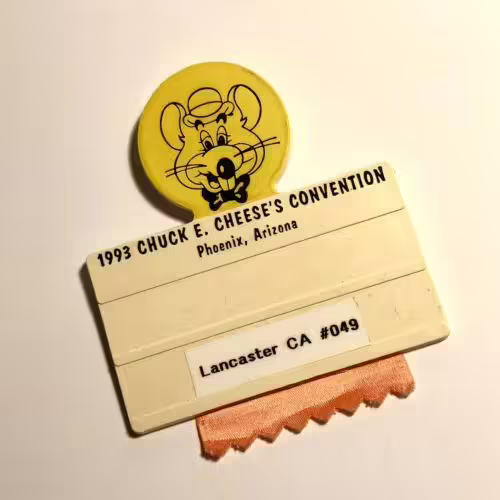 1993 CHUCK E. CHEESE'S CONVENTION
Phoenix, Arizona
Lancaster CA #049